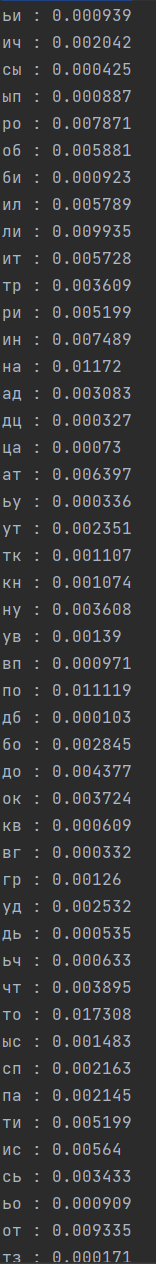 ьи : 0.000939
ич : 0.002042
сы : 0.000425
ып : 0.000887
ро : 0.007871
об : 0.005881
би : 0.000923
ил : 0.005789
ли : 0.009935
ит : 0.005728
тр : 0.003609
ри : 0.005199
ин : 0.007489
на : 0.01172
ад : 0.003083
дц : 0.000327
ца : 0.00073
ат : 0.006397
ьу : 0.000336
ут : 0.002351
тк : 0.001107
кн : 0.001074
ну : 0.003608
ув : 0.00139
вп : 0.000971
по : 0.011119
дб : 0.000103
бо : 0.002845
до : 0.004377
ок : 0.003724
кв : 0.000609
вг : 0.000332
гр : 0.00126
уд : 0.002532
дь : 0.000535
ьч : 0.000633
чт : 0.003895
то : 0.017308
ыс : 0.001483
сп : 0.002163
па : 0.002145
ти : 0.005199
ис : 0.00564
сь : 0.003433
ьо : 0.000909
от : 0.009335
тз : 0.000171